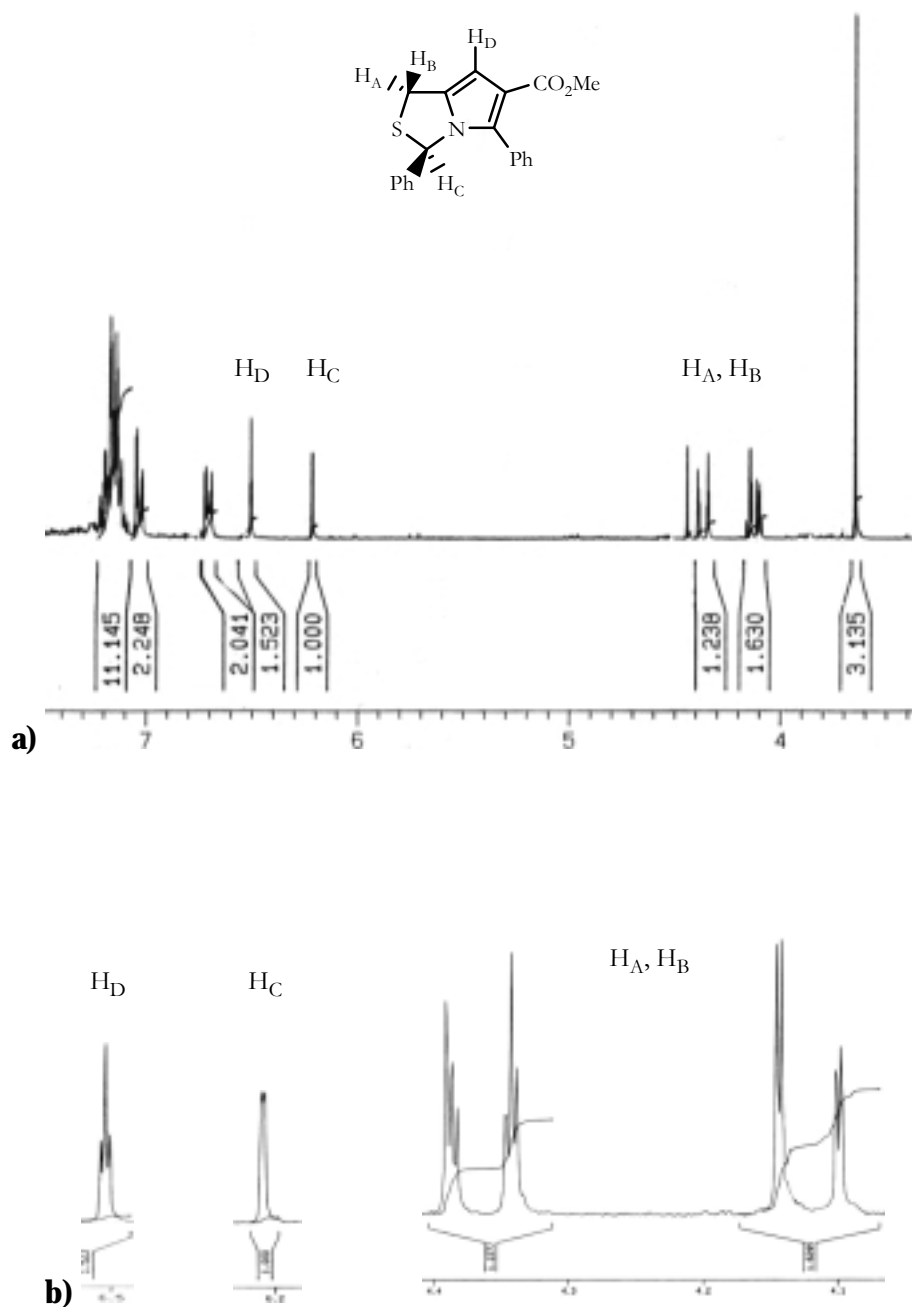 H_D
H_A H_B
CO2Me
S N
Ph
Ph H_C
H_D H_C H_A, H_B
11.145 2.248 2.041 1.523 1.000 1.238 1.630 3.135
7 6 5 4
a)
H_A, H_B
H_D H_C
b)